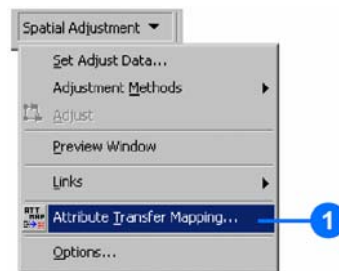 Spatial Adjustment
Set Adjust Data...
Adjustment Methods
Adjust
Preview Window
Links
Attribute Transfer Mapping...
1
Options...